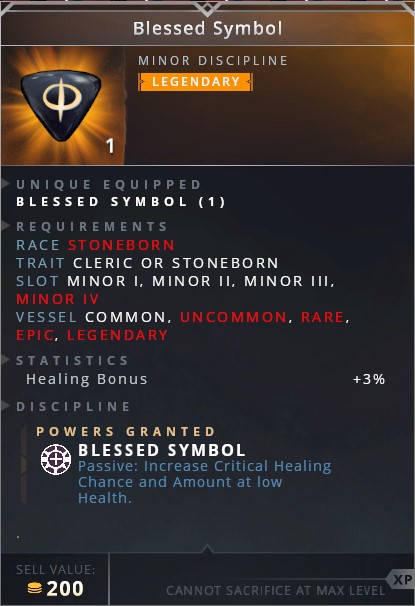 Blessed Symbol
MINOR DISCIPLINE
LEGENDARY
1
UNIQUE EQUIPPED
BLESSED SYMBOL (1)
REQUIREMENTS
RACE STONEBORN
TRAIT CLERIC OR STONEBORN
SLOT MINOR I, MINOR II, MINOR III,
MINOR IV
VESSEL COMMON, UNCOMMON, RARE,
EPIC, LEGENDARY
STATISTICS
Healing Bonus +3%
DISCIPLINE
POWERS GRANTED
BLESSED SYMBOL
Passive: Increase Critical Healing
Chance and Amount at low
Health.
.
SELL VALUE:
200
XP
CANNOT SACRIFICE AT MAX LEVEL